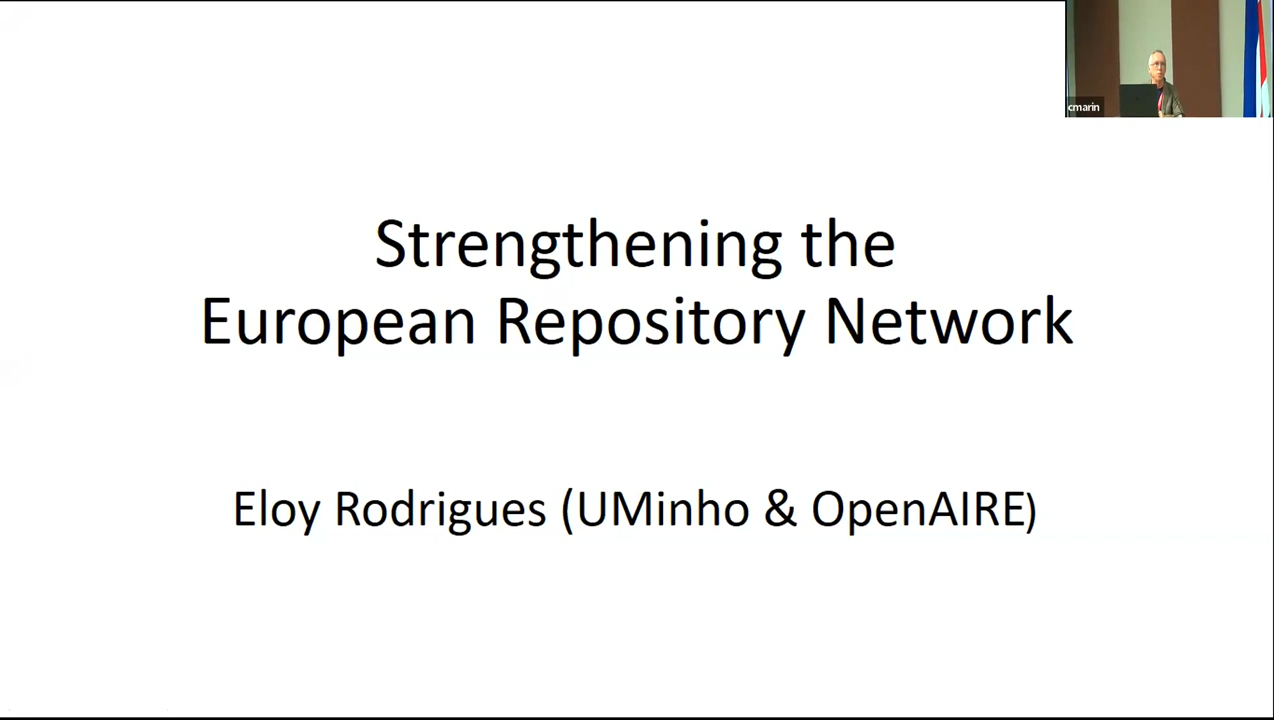 cmarin
Strengthening the
European Repository Network
Eloy Rodrigues (UMinho & OpenAIRE)